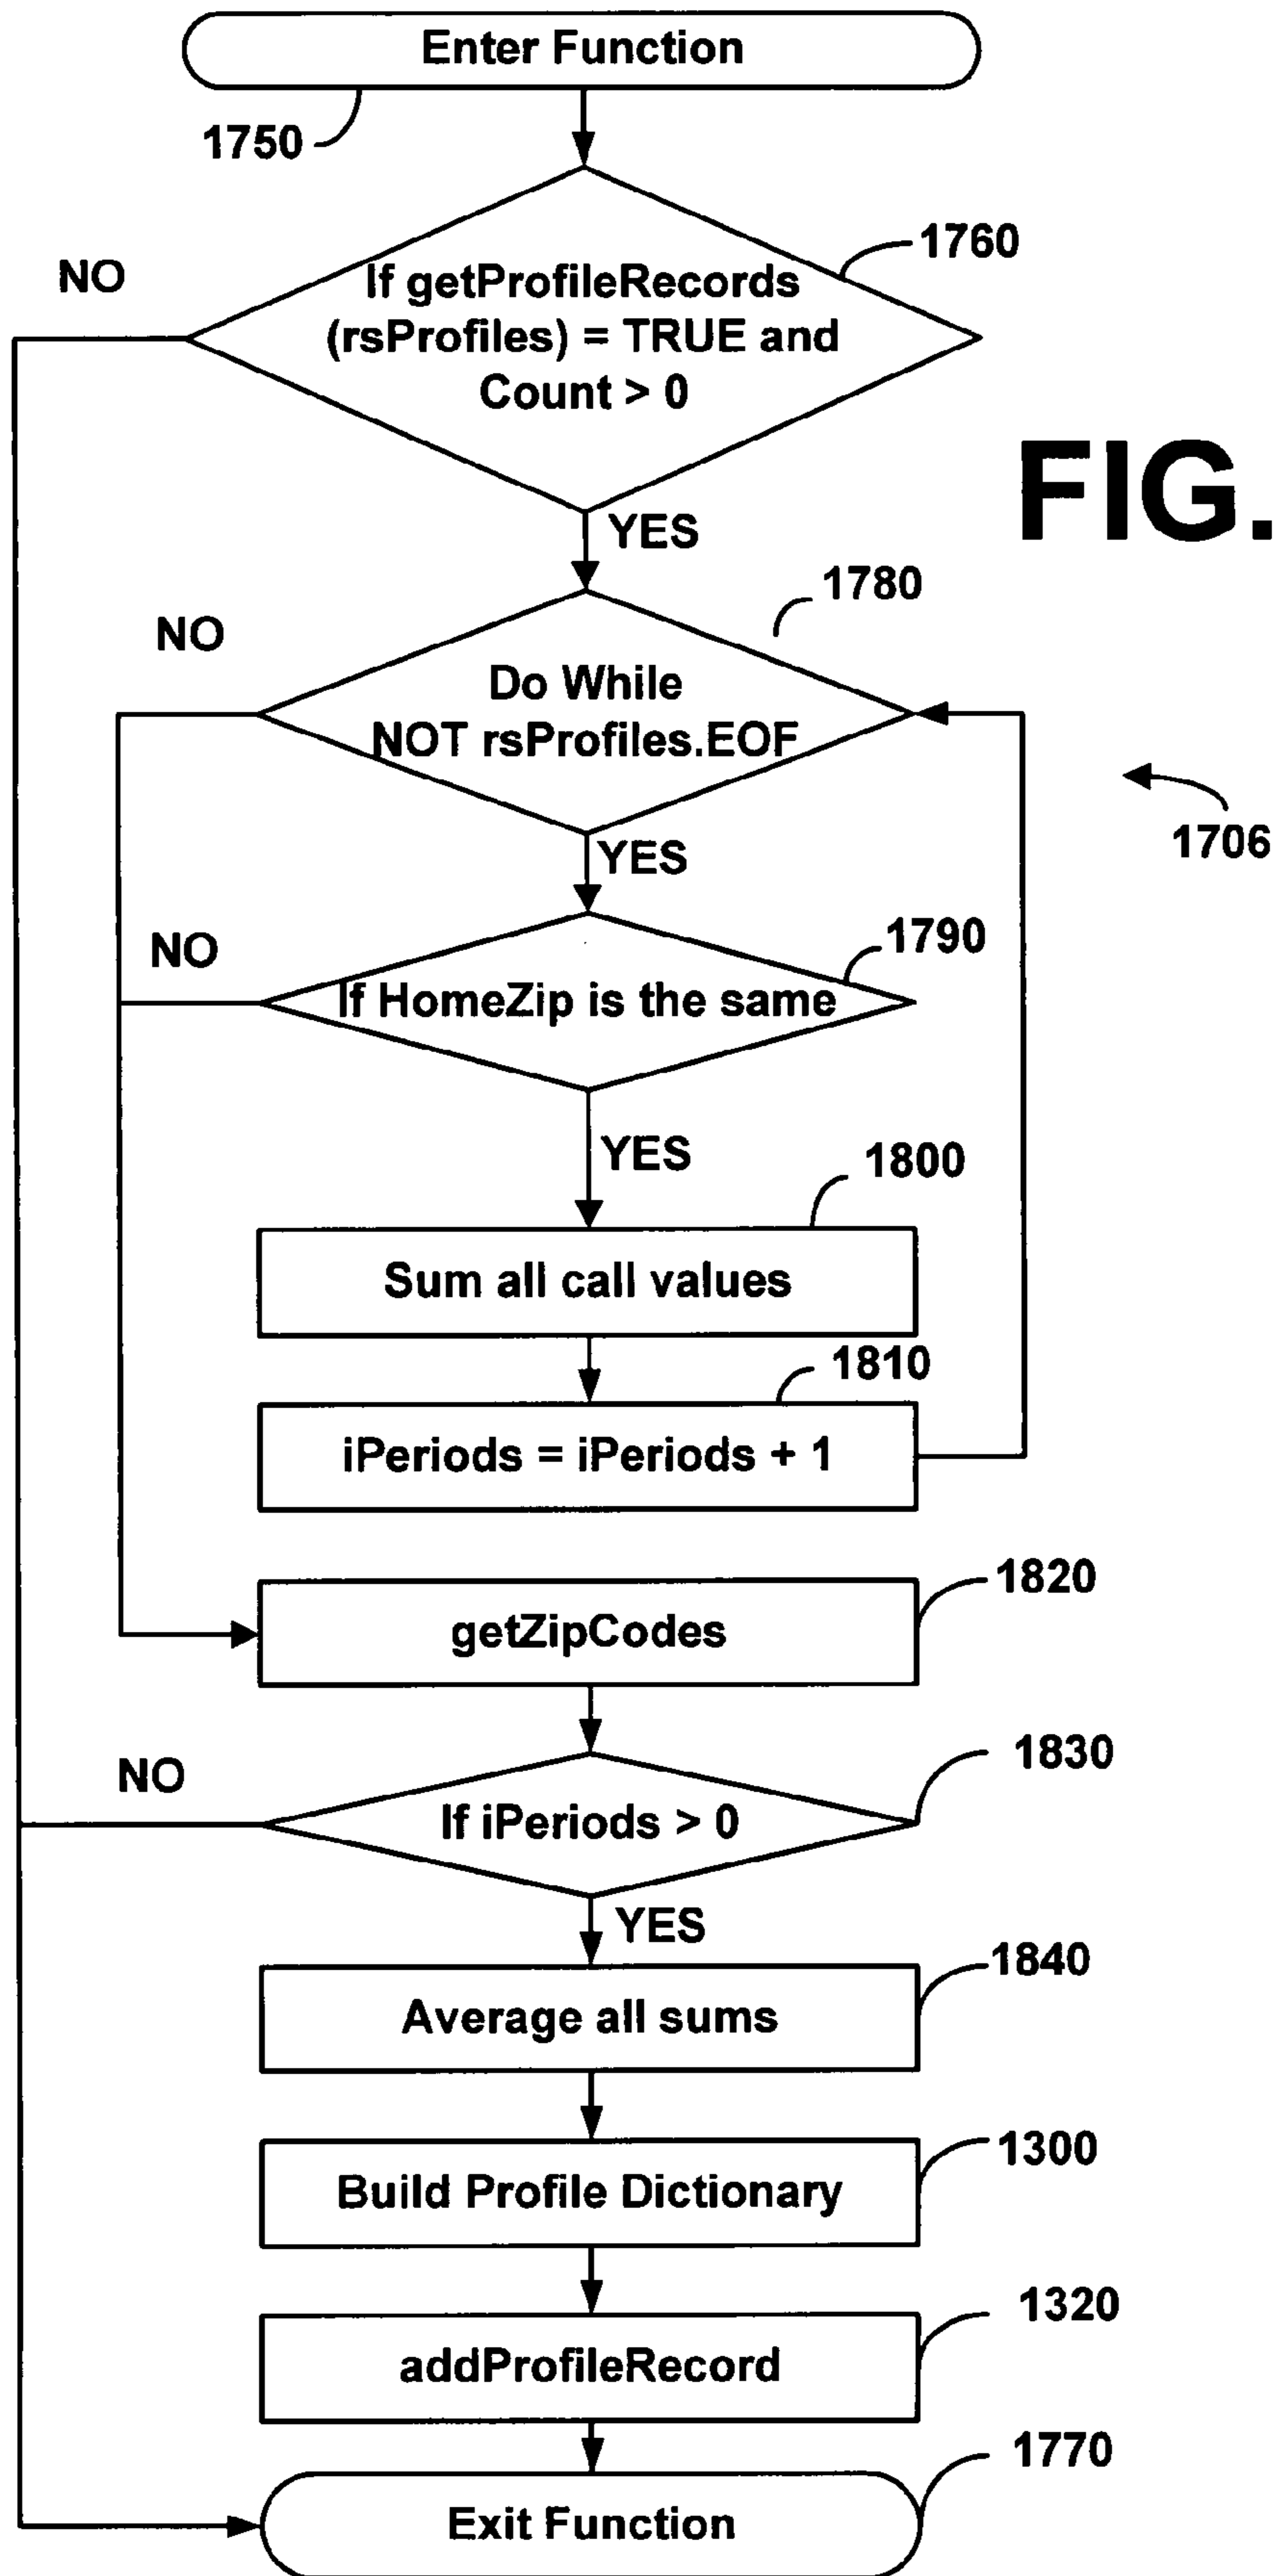 Enter Function
1750
1760
NO
If getProfileRecords
(rsProfiles) = TRUE and
Count > 0
FIG.
YES
1780
NO
Do While
NOT rsProfiles.EOF
1706
YES
1790
NO
If HomeZip is the same
YES
1800
Sum all call values
1810
iPeriods = iPeriods + 1
1820
getZipCodes
1830
NO
If iPeriods > 0
YES
1840
Average all sums
1300
Build Profile Dictionary
1320
addProfileRecord
1770
Exit Function